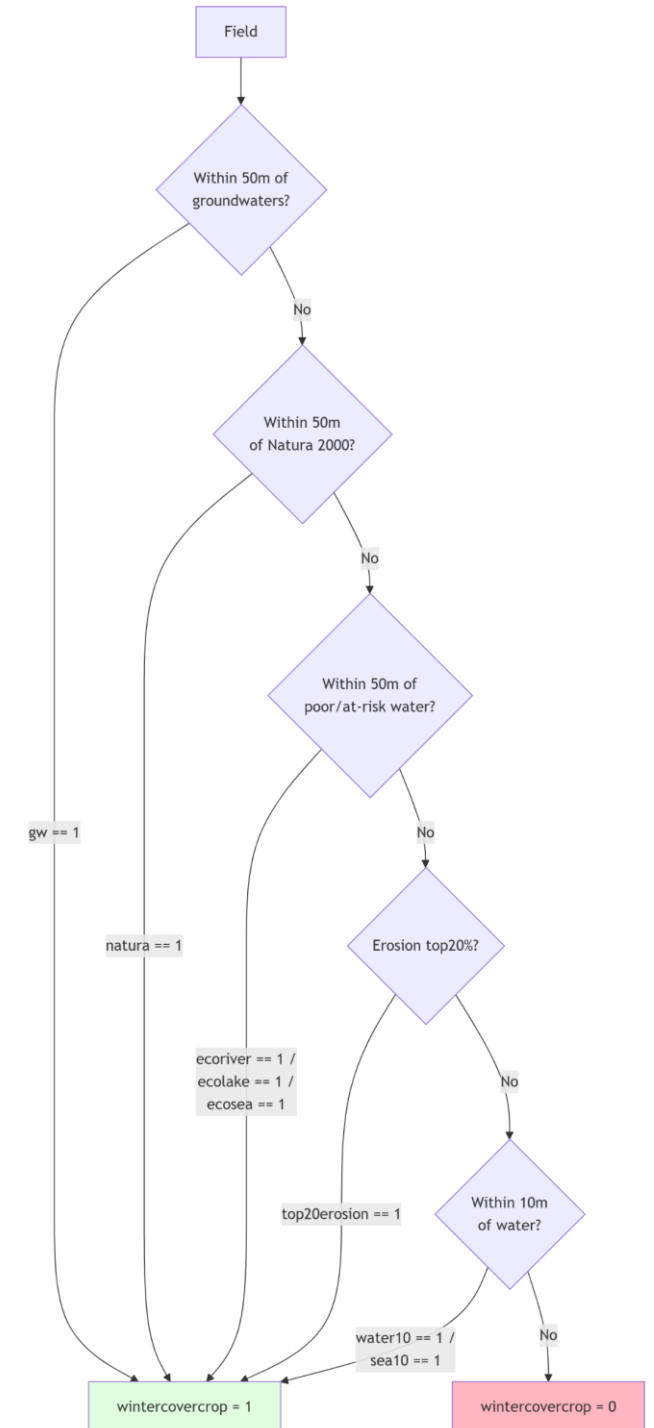 Field
Within 50m of
groundwaters?
No
Within 50m
of Natura 2000?
No
Within 50m of
poor/at-risk water?
gw == 1
No
natura == 1
Erosion top20%?
ecoriver == 1 /
ecolake == 1 /
ecosea == 1
No
top20erosion == 1
Within 10m
of water?
water10 == 1 /
sea10 == 1
No
wintercovercrop = 1
wintercovercrop = 0